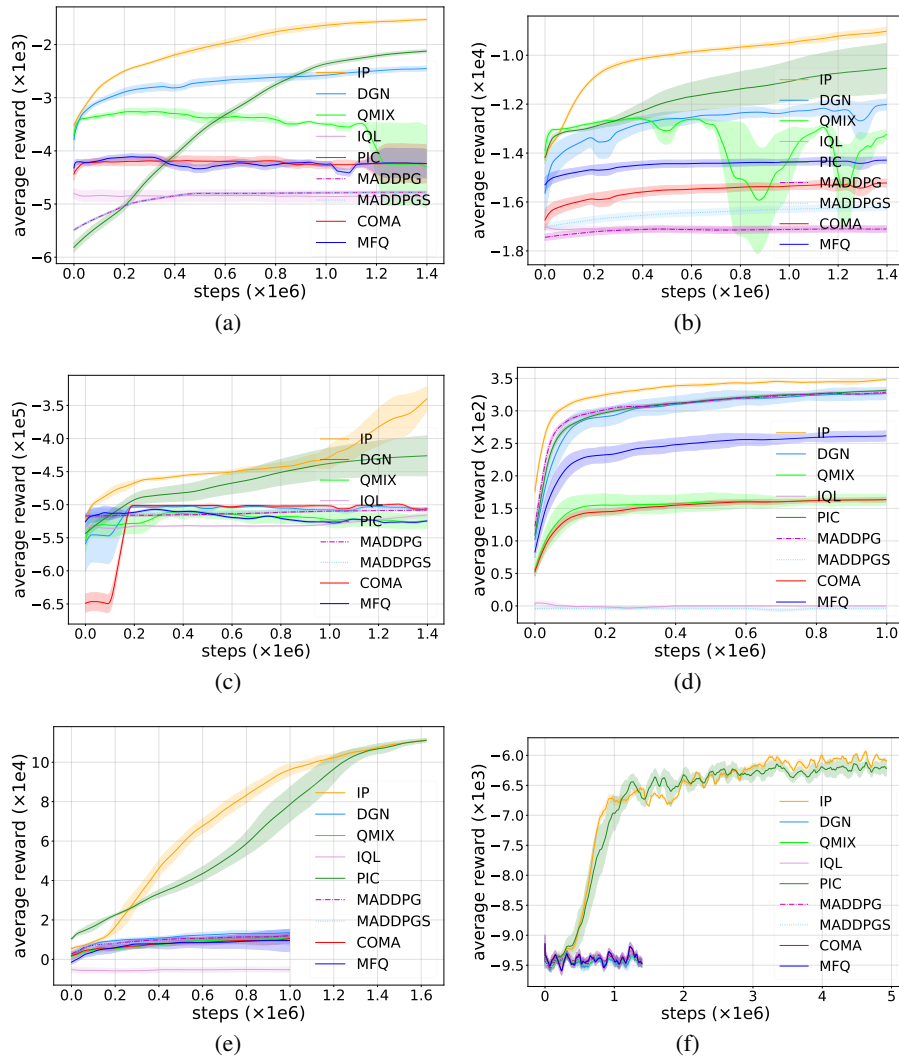 average reward (×1e3)
−2
−3
−4
−5
−6
0.0 0.2 0.4 0.6 0.8 1.0 1.2 1.4
steps (×1e6)
IP
DGN
QMIX
IQL
PIC
MADDPG
MADDPGS
COMA
MFQ
(a)
average reward (×1e4)
−1.0
−1.2
−1.4
−1.6
−1.8
0.0 0.2 0.4 0.6 0.8 1.0 1.2 1.4
steps (×1e6)
IP
DGN
QMIX
IQL
PIC
MADDPG
MADDPGS
COMA
MFQ
(b)
average reward (×1e5)
−3.5
−4.0
−4.5
−5.0
−5.5
−6.0
−6.5
0.0 0.2 0.4 0.6 0.8 1.0 1.2 1.4
steps (×1e6)
IP
DGN
QMIX
IQL
PIC
MADDPG
MADDPGS
COMA
MFQ
(c)
average reward (×1e2)
3.5
3.0
2.5
2.0
1.5
1.0
0.5
0.0
0.0 0.2 0.4 0.6 0.8 1.0
steps (×1e6)
IP
DGN
QMIX
IQL
PIC
MADDPG
MADDPGS
COMA
MFQ
(d)
average reward (×1e4)
10
8
6
4
2
0
0.0 0.2 0.4 0.6 0.8 1.0 1.2 1.4 1.6
steps (×1e6)
IP
DGN
QMIX
IQL
PIC
MADDPG
MADDPGS
COMA
MFQ
(e)
average reward (×1e3)
−6.0
−6.5
−7.0
−7.5
−8.0
−8.5
−9.0
−9.5
0 1 2 3 4 5
steps (×1e6)
IP
DGN
QMIX
IQL
PIC
MADDPG
MADDPGS
COMA
MFQ
(f)